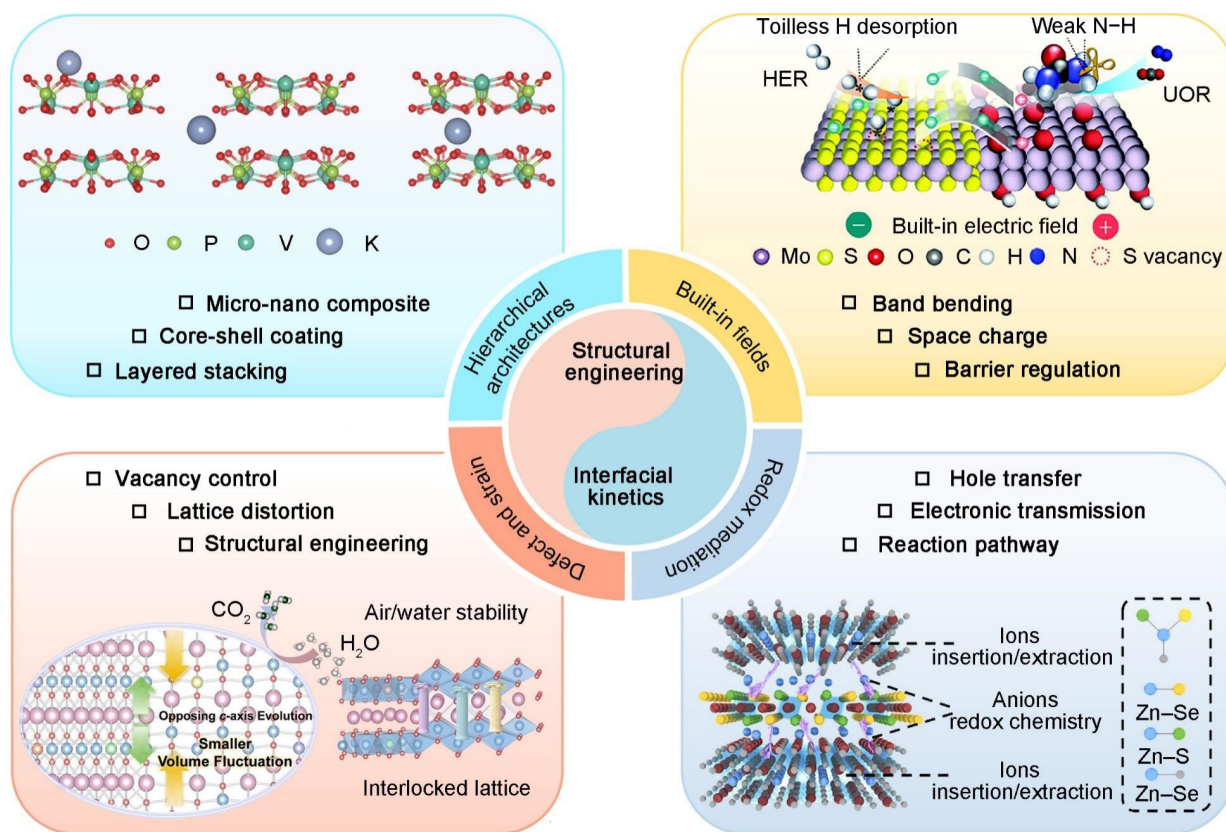 O P V K
Micro-nano composite
Core-shell coating
Layered stacking
Toilless H desorption
Weak N–H
HER
UOR
− Built-in electric field +
Mo S O C H N S vacancy
Band bending
Space charge
Barrier regulation
Hierarchical
architectures
Built-in fields
Structural
engineering
Interfacial
kinetics
Defect and strain
Redox mediation
Vacancy control
Lattice distortion
Structural engineering
CO2
Air/water stability
H2O
Opposing c-axis Evolution
Smaller
Volume Fluctuation
Interlocked lattice
Hole transfer
Electronic transmission
Reaction pathway
Ions
insertion/extraction
Anions
redox chemistry
Ions
insertion/extraction
Zn–Se
Zn–S
Zn–Se